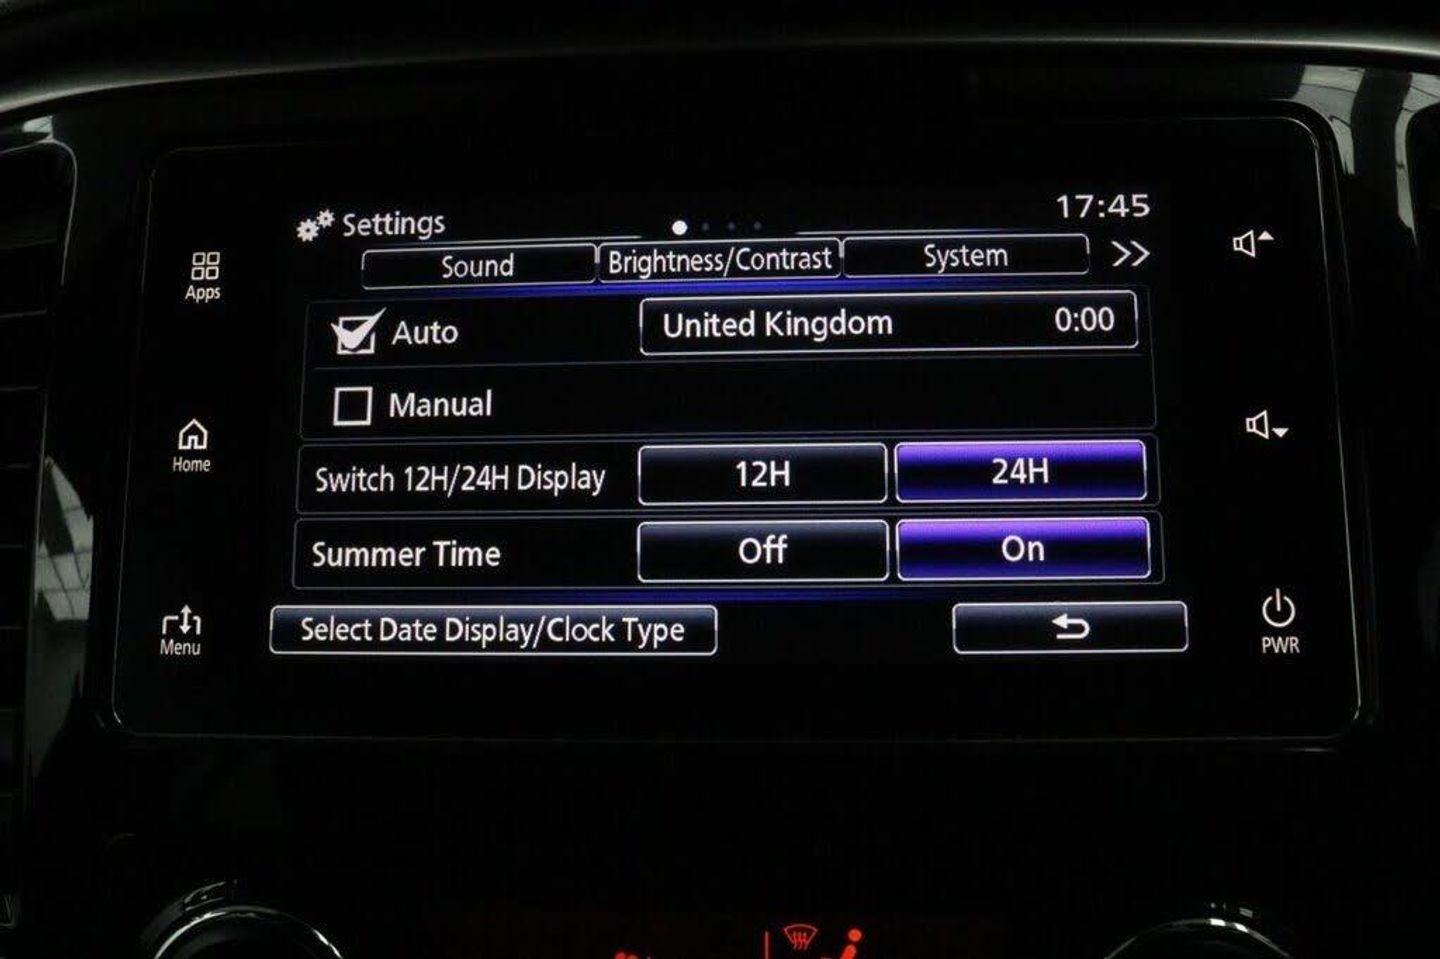 Settings
17:45
Sound
Brightness/Contrast
System
>>
Apps
Auto
United Kingdom 0:00
Manual
Home
Switch 12H/24H Display
12H
24H
Summer Time
Off
On
Menu
Select Date Display/Clock Type
PWR